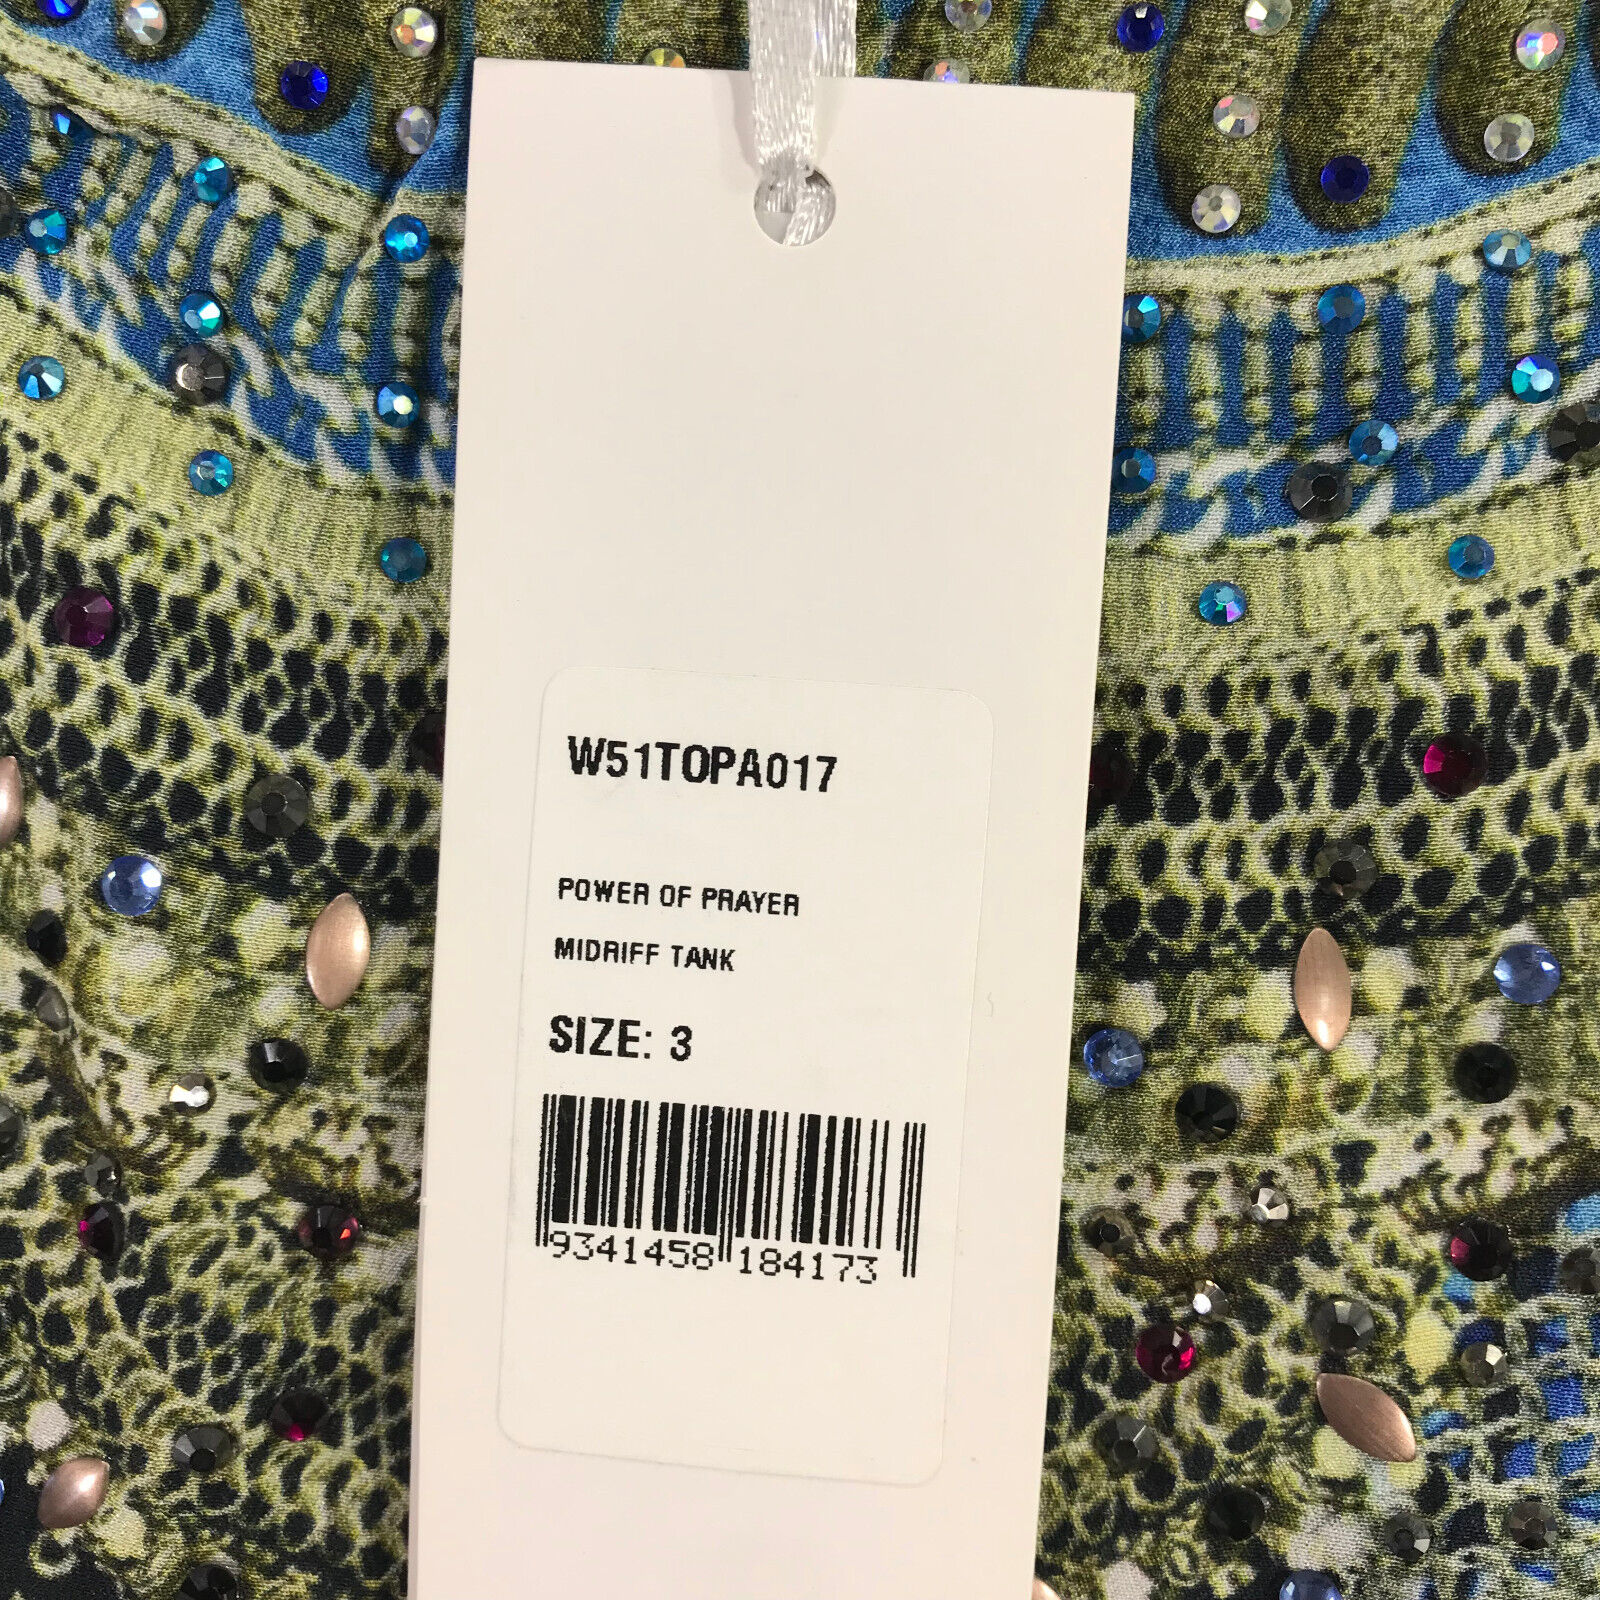 W51TOPA017
POWER OF PRAYER
MIDRIFF TANK
SIZE: 3
9341458 184173